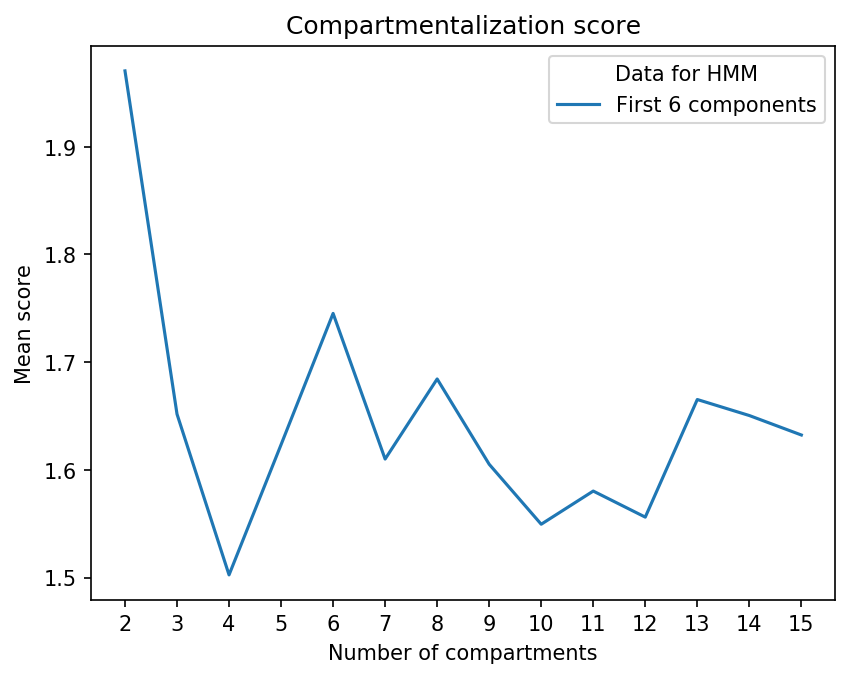 Compartmentalization score
Data for HMM
First 6 components
Mean score
1.9
1.8
1.7
1.6
1.5
2 3 4 5 6 7 8 9 10 11 12 13 14 15
Number of compartments